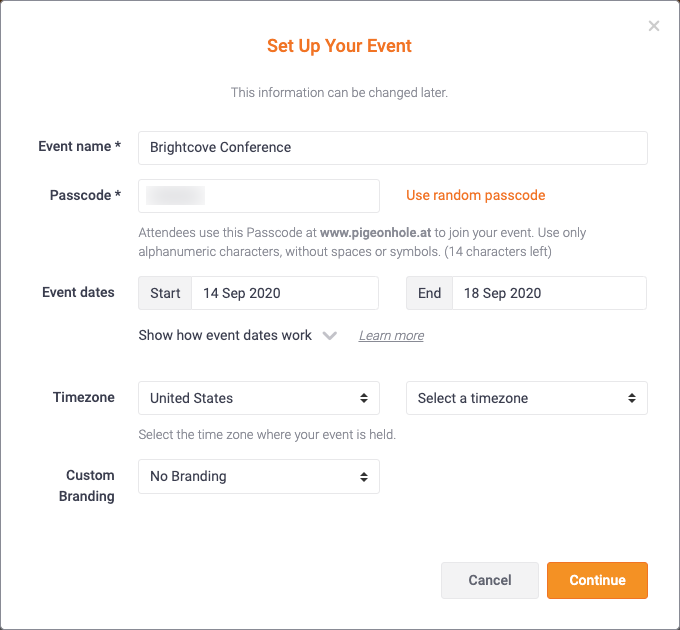 Set Up Your Event
This information can be changed later.
Event name * Brightcove Conference
Passcode * Use random passcode
Attendees use this Passcode at www.pigeonhole.at to join your event. Use only
alphanumeric characters, without spaces or symbols. (14 characters left)
Event dates Start 14 Sep 2020 End 18 Sep 2020
Show how event dates work Learn more
Timezone United States Select a timezone
Select the time zone where your event is held.
Custom
Branding
No Branding
Cancel Continue